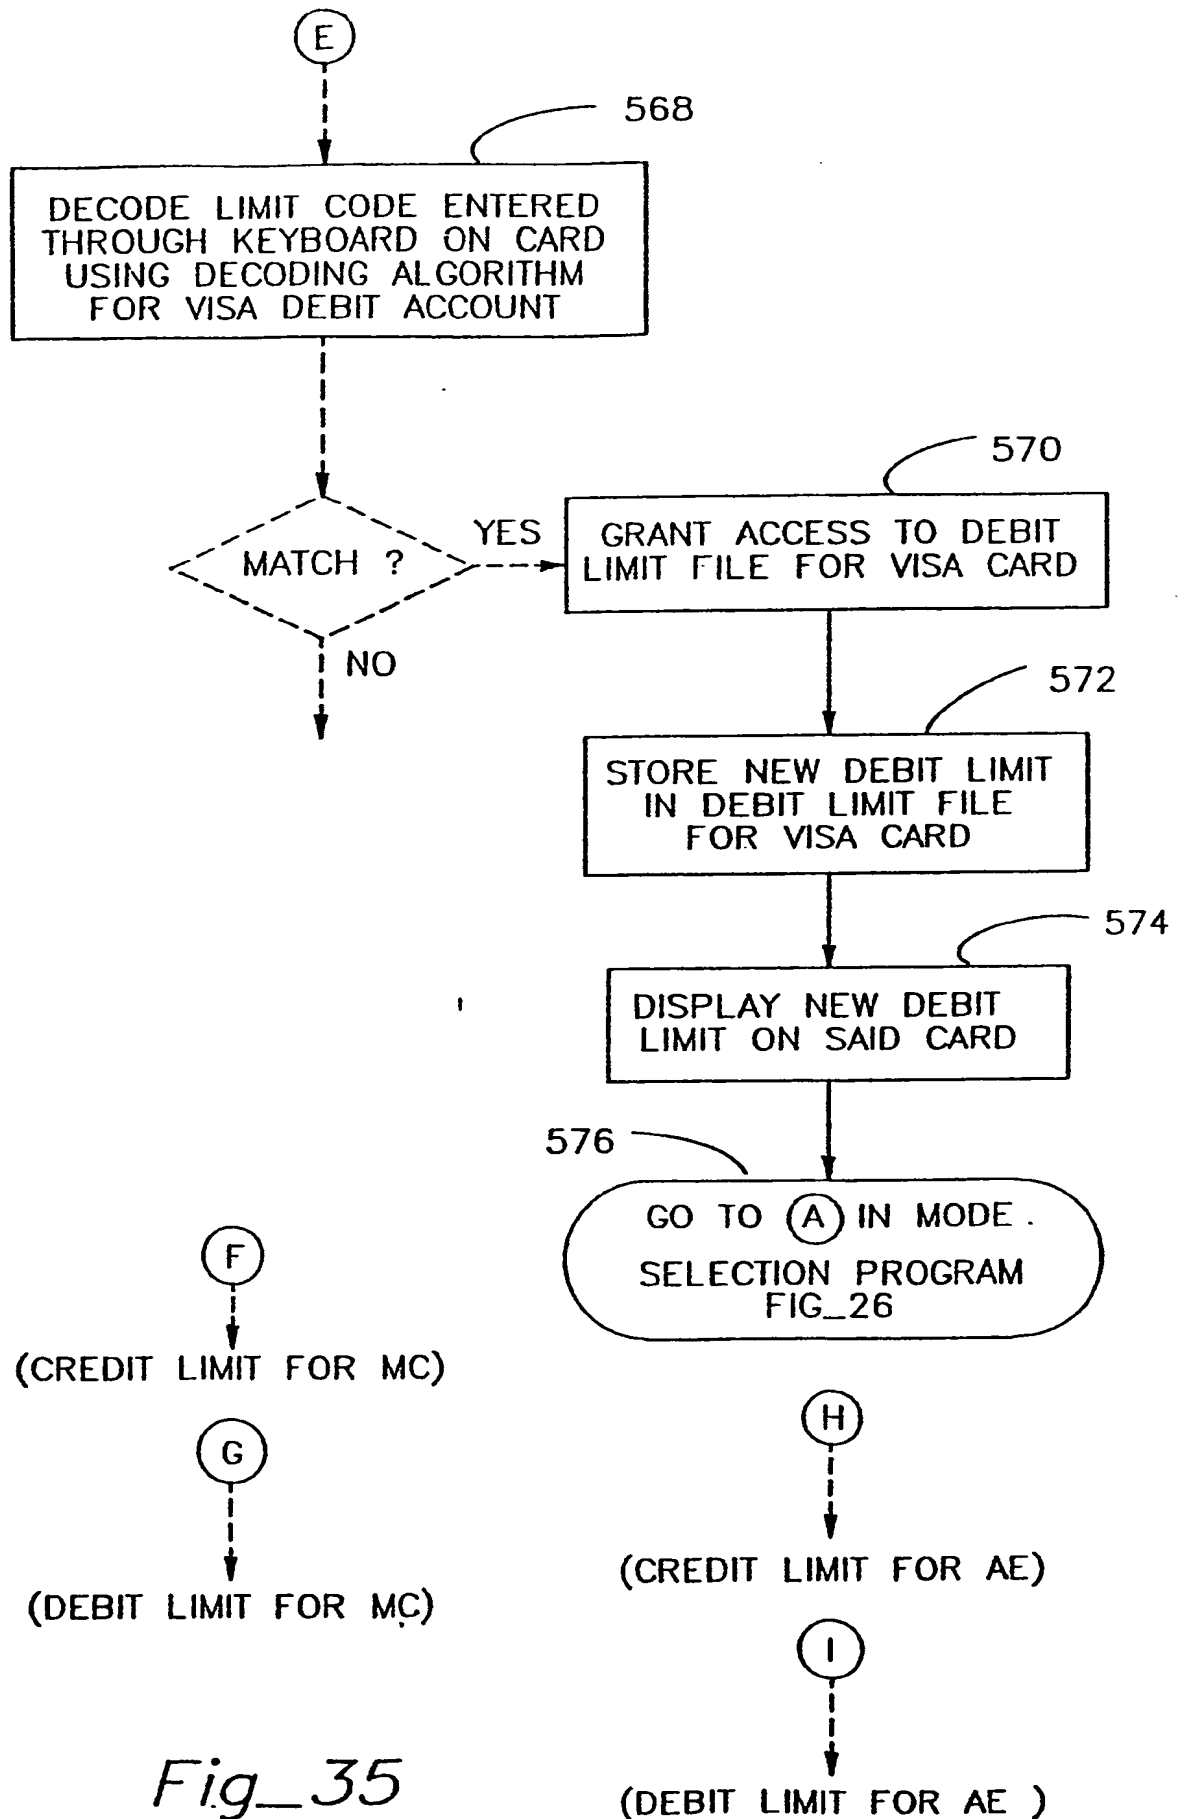 E
568
DECODE LIMIT CODE ENTERED
THROUGH KEYBOARD ON CARD
USING DECODING ALGORITHM
FOR VISA DEBIT ACCOUNT
MATCH ?
YES
NO
570
GRANT ACCESS TO DEBIT
LIMIT FILE FOR VISA CARD
572
STORE NEW DEBIT LIMIT
IN DEBIT LIMIT FILE
FOR VISA CARD
574
DISPLAY NEW DEBIT
LIMIT ON SAID CARD
576
GO TO A IN MODE
SELECTION PROGRAM
FIG_26
F
(CREDIT LIMIT FOR MC)
G
(DEBIT LIMIT FOR MC)
H
(CREDIT LIMIT FOR AE)
I
(DEBIT LIMIT FOR AE )
Fig_35